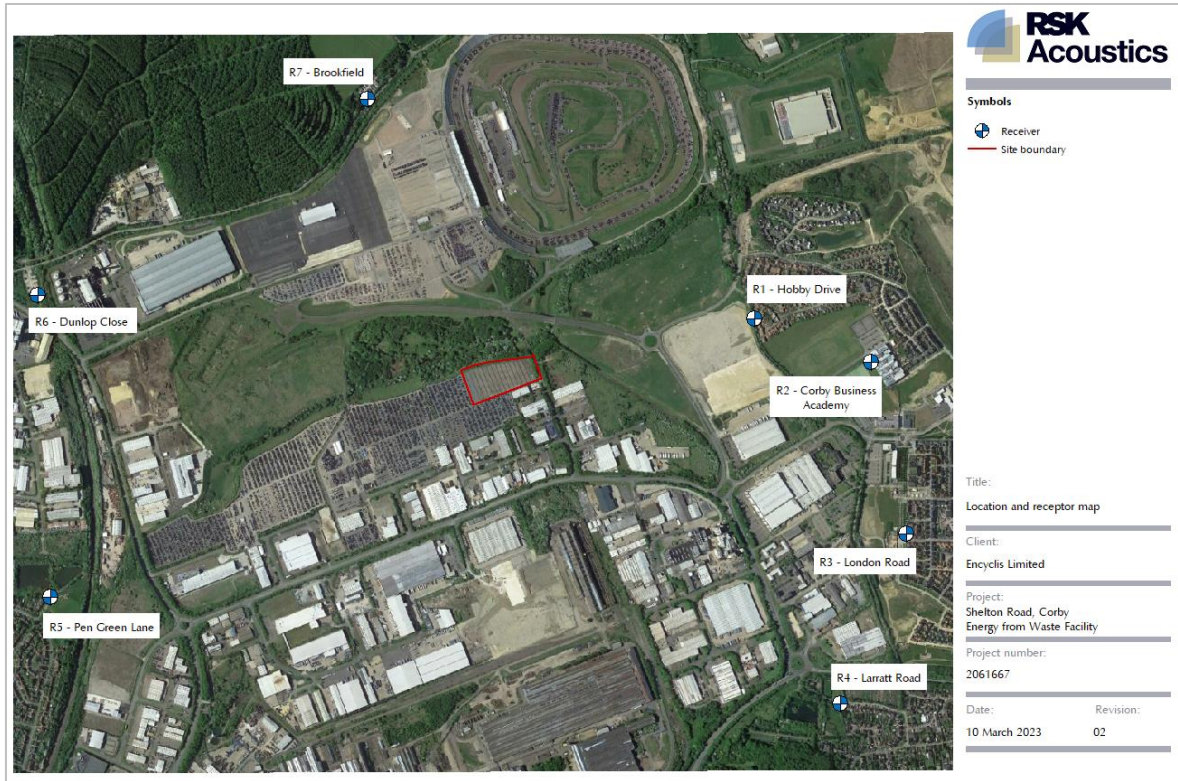 R7 - Brookfield
R1 - Hobby Drive
R6 - Dunlop Close
R2 - Corby Business
Academy
R3 - London Road
R5 - Pen Green Lane
R4 - Larratt Road
RSK
Acoustics
Symbols
Receiver
Site boundary
Title:
Location and receptor map
Client:
Encyclis Limited
Project:
Shelton Road, Corby
Energy from Waste Facility
Project number:
2061667
Date:
Revision:
10 March 2023
02